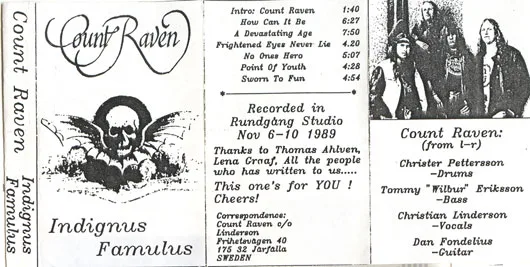 Count Raven Indignus Famulus
Count Raven
Indignus
Famulus
Intro: Count Raven 1:40
How Can It Be 6:27
A Devastating Age 7:50
Frightened Eyes Never Lie 4.20
No Ones Hero 5:07
Point Of Youth 4:28
Sworn To Fun 4:54
Recorded in
Rundgång Studio
Nov 6-10 1989
Thanks to Thomas Ahlven,
Lena Graaf, All the people
who has written to us.....
This one's for YOU !
Cheers!
Correspondence:
Count Raven c/o
Linderson
Frihetsvägen 40
175 32 Järfälla
SWEDEN
Count Raven:
(from l-r)
Christer Pettersson
-Drums
Tommy "Wilbur" Eriksson
-Bass
Christian Linderson
-Vocals
Dan Fondelius
-Guitar